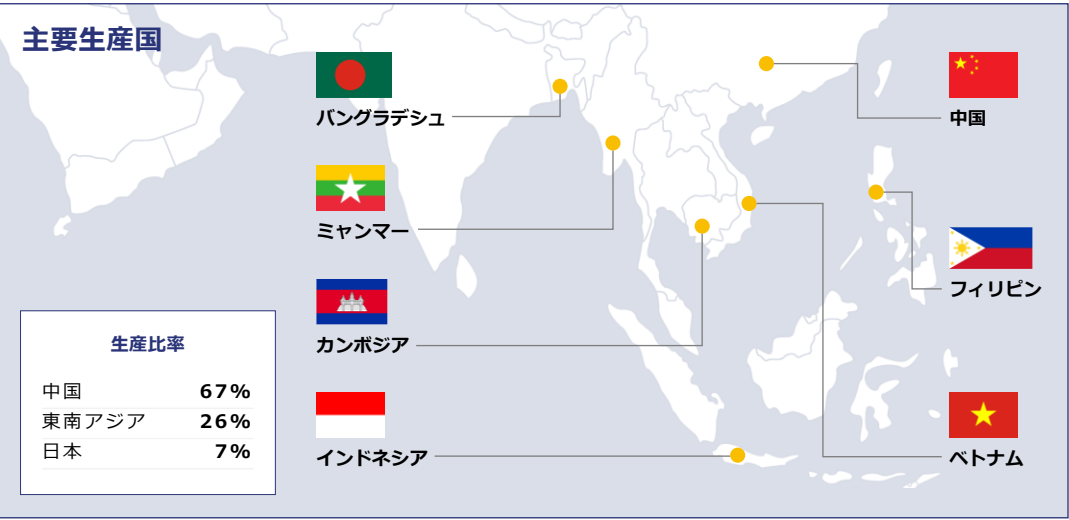 主要生産国
バングラデシュ
中国
ミャンマー
フィリピン
カンボジア
生産比率
中国 67%
東南アジア 26%
日本 7%
インドネシア
ベトナム